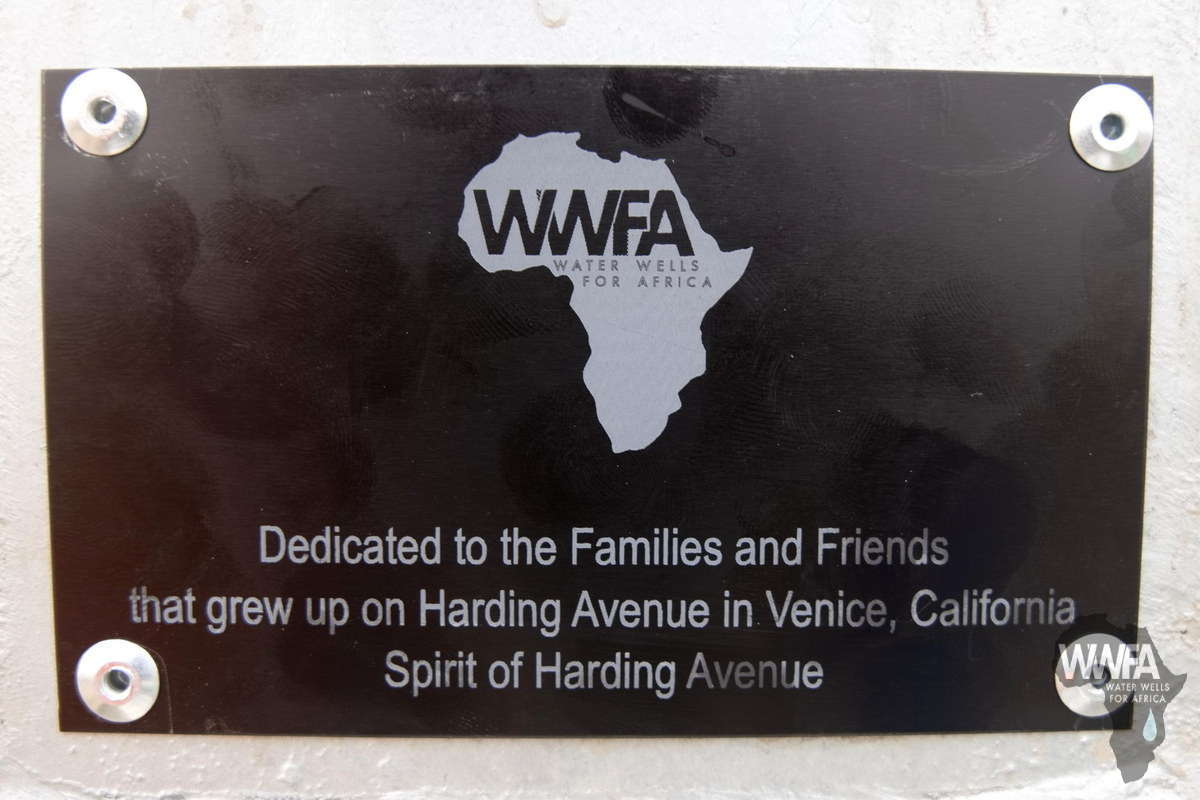 WWFA
WATER WELLS
FOR AFRICA
Dedicated to the Families and Friends
that grew up on Harding Avenue in Venice, California
Spirit of Harding Avenue
WWFA
WATER WELLS
FOR AFRICA